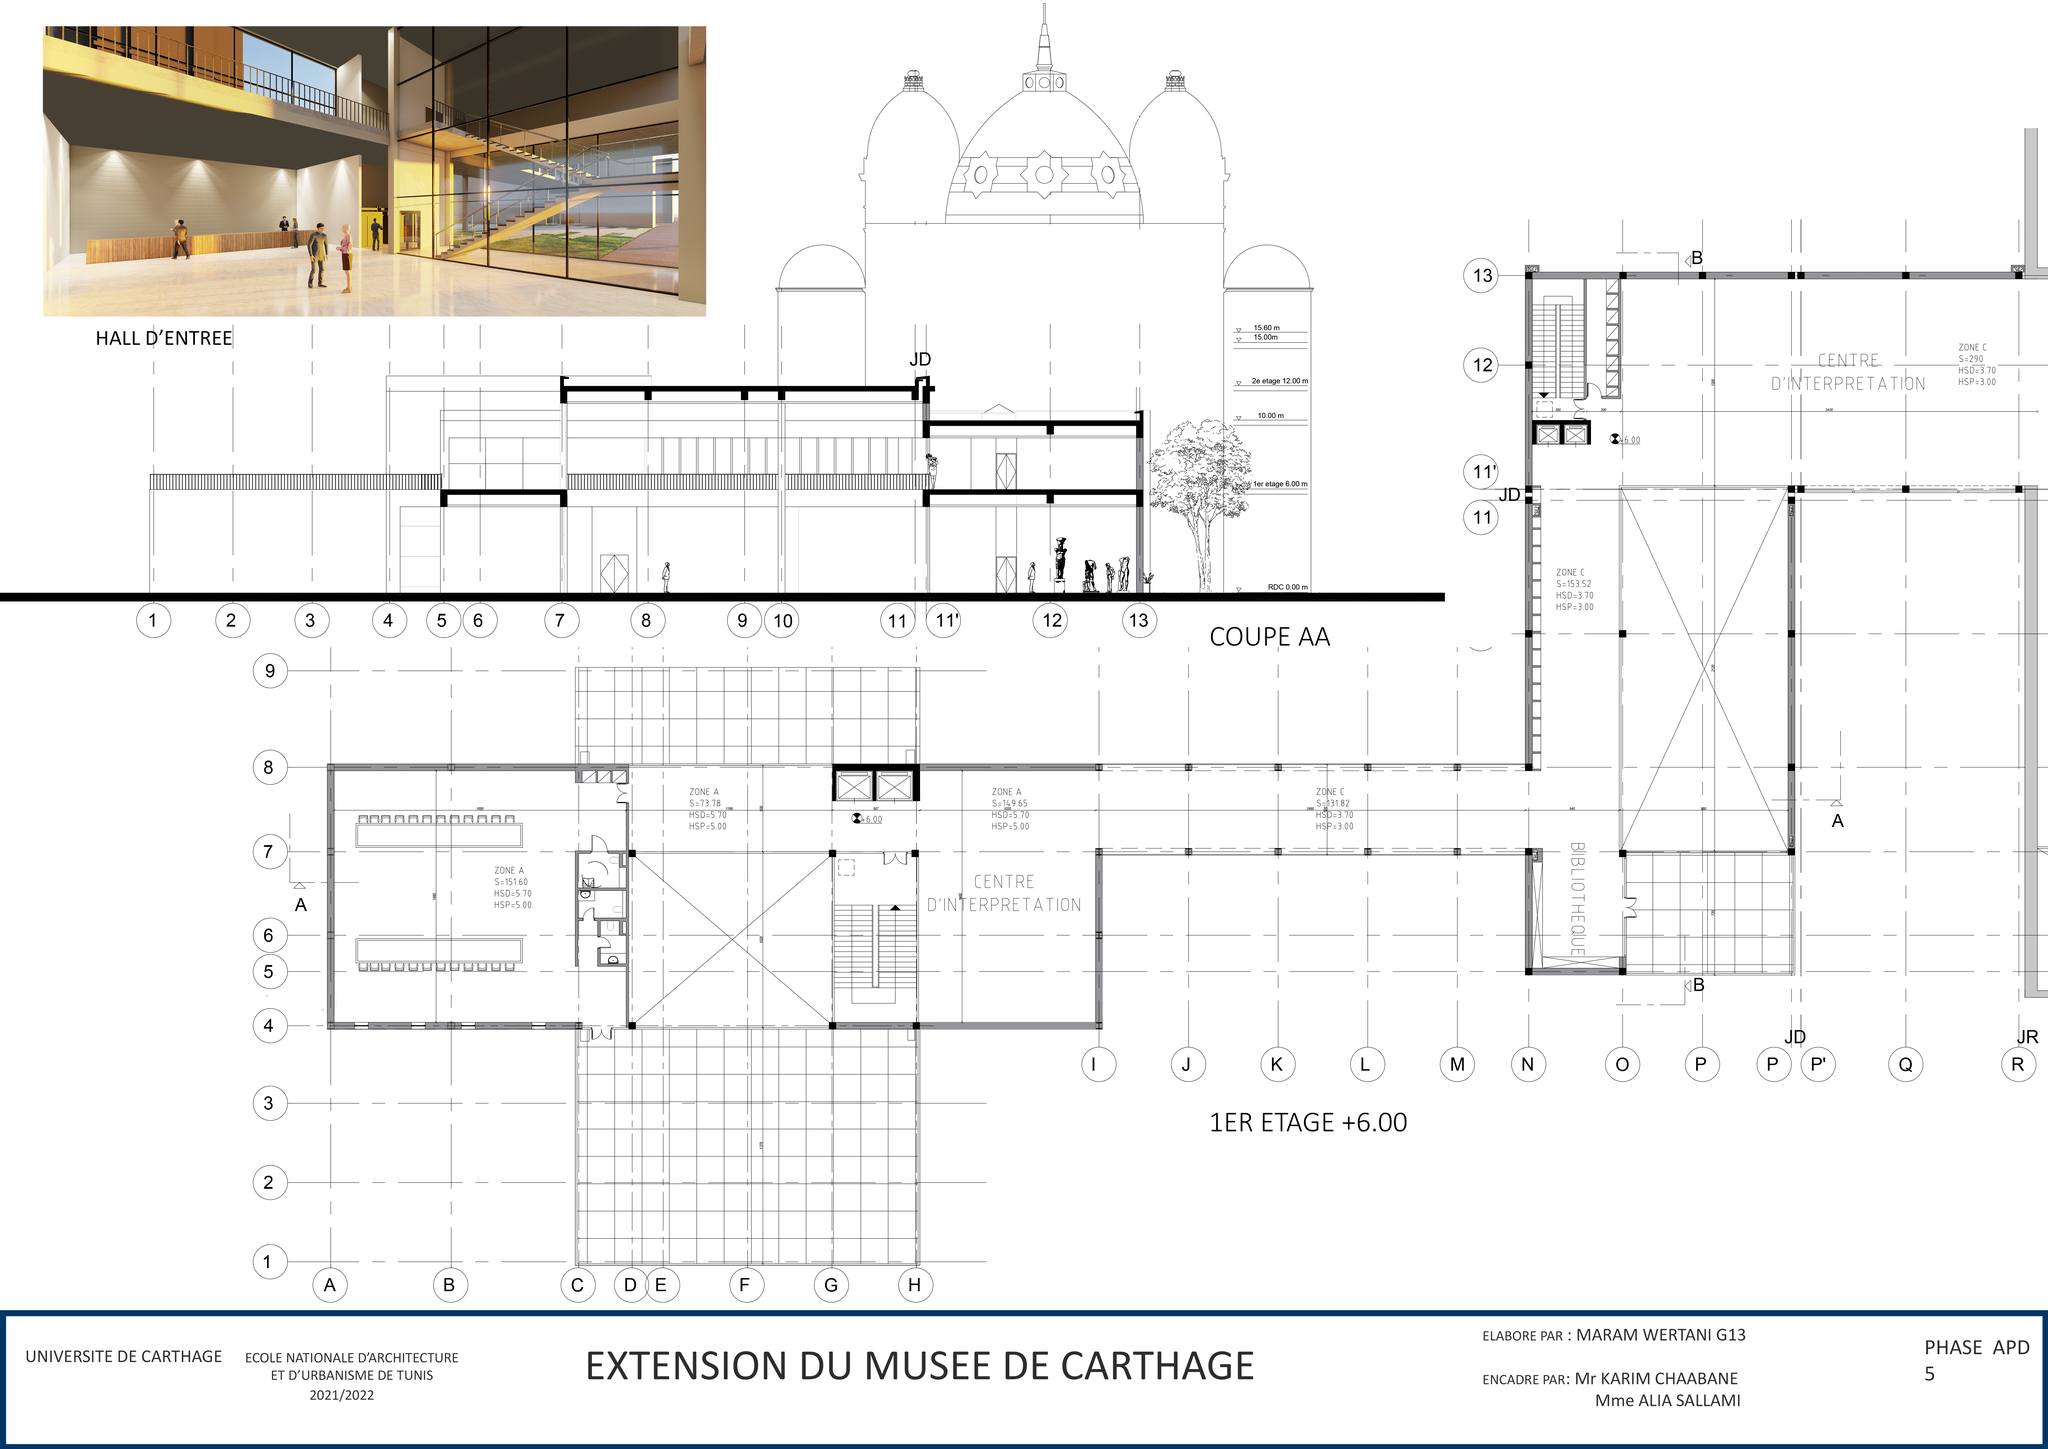 HALL D'ENTREE
JD
15.60 m
15.00m
2e etage 12.00 m
10.00 m
1er etage 6.00 m
RDC 0.00 m
1
2
3
4
5
6
7
8
9
10
11
11'
12
13
COUPE AA
B
13
12
11'
JD
11
ZONE C
S=290
HSD=3.70
HSP=3.00
CENTRE
D'INTERPRETATION
+6.00
ZONE C
S=153.52
HSD=3.70
HSP=3.00
9
8
7
6
5
4
3
2
1
ZONE A
S=73.78
HSD=5.70
HSP=5.00
+6.00
ZONE A
S=149.65
HSD=5.70
HSP=5.00
ZONE C
S=131.82
HSD=3.70
HSP=3.00
A
A
ZONE A
S=151.60
HSD=5.70
HSP=5.00
CENTRE
D'INTERPRETATION
BIBLIOTHEQUE
B
JD
JR
I
J
K
L
M
N
O
P
P
P'
Q
R
1ER ETAGE +6.00
A
B
C
D
E
F
G
H
UNIVERSITE DE CARTHAGE
ECOLE NATIONALE D'ARCHITECTURE
ET D'URBANISME DE TUNIS
2021/2022
EXTENSION DU MUSEE DE CARTHAGE
ELABORE PAR : MARAM WERTANI G13
ENCADRE PAR: Mr KARIM CHAABANE
Mme ALIA SALLAMI
PHASE APD
5